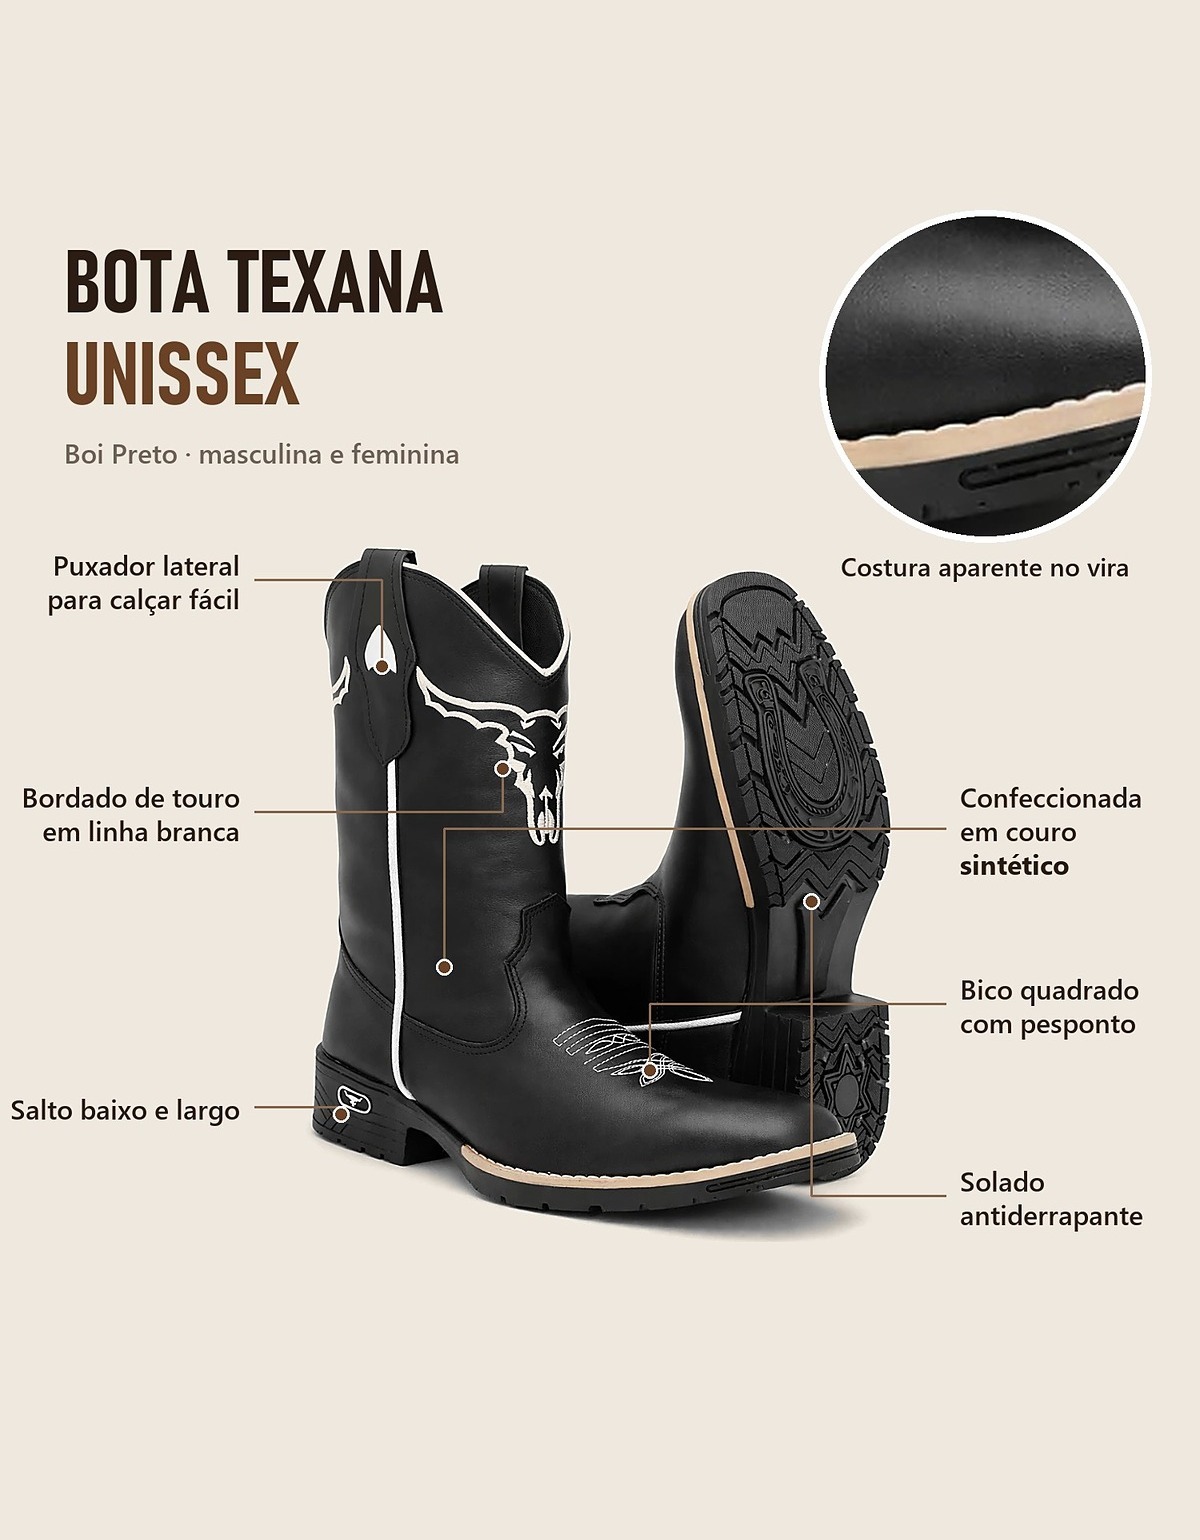 BOTA TEXANA
UNISSEX
Boi Preto · masculina e feminina
Costura aparente no vira
Puxador lateral
para calçar fácil
Bordado de touro
em linha branca
Salto baixo e largo
Confeccionada
em couro
sintético
Bico quadrado
com pesponto
Solado
antiderrapante